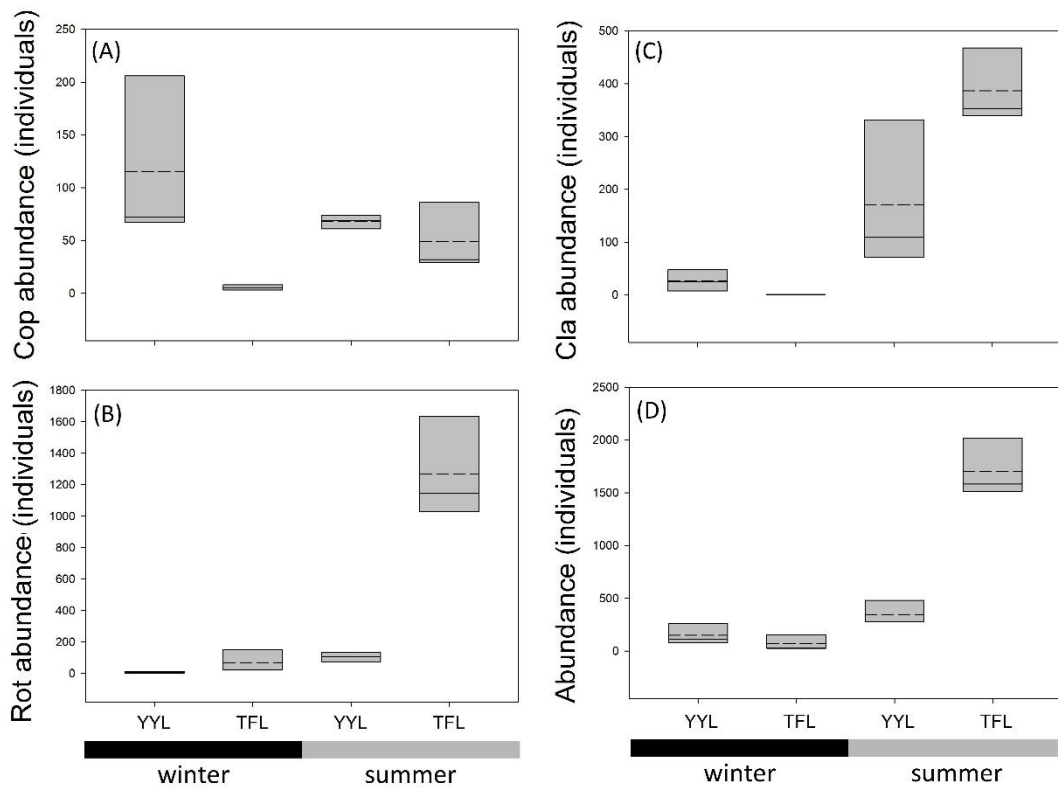 (A)
Cop abundance (individuals)
250
200
150
100
50
0
(C)
Cla abundance (individuals)
500
400
300
200
100
0
(B)
Rot abundance (individuals)
1800
1600
1400
1200
1000
800
600
400
200
0
YYL TFL YYL TFL
winter summer
(D)
Abundance (individuals)
2500
2000
1500
1000
500
0
YYL TFL YYL TFL
winter summer